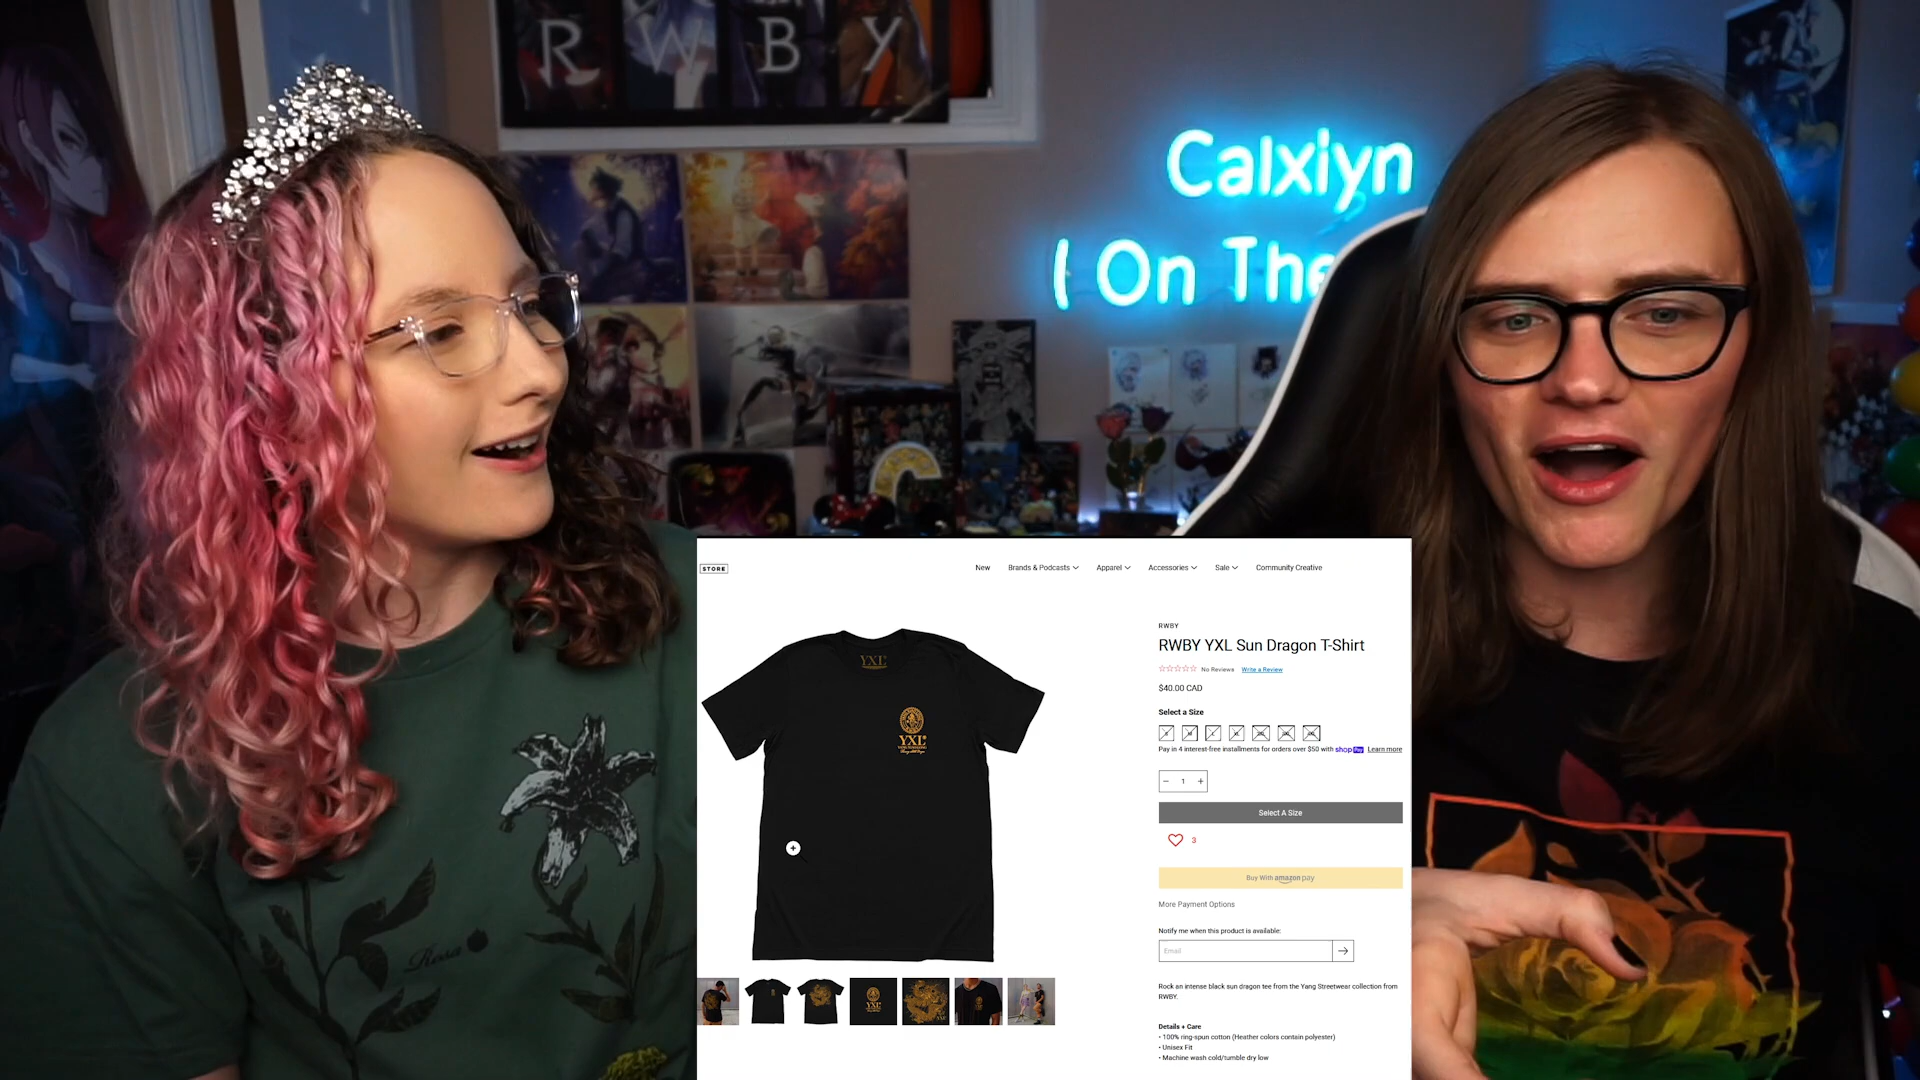 R W B Y
Calxiyn
I On The
STORE
New
Brands & Podcasts
Apparel
Accessories
Sale
Community Creative
RWBY
RWBY YXL Sun Dragon T-Shirt
No Reviews
Write a Review
$40.00 CAD
Select a Size
Pay in 4 interest-free installments for orders over $50 with shop Pay Learn more
− 1 +
Select A Size
3
Buy With amazon pay
More Payment Options
Notify me when this product is available:
Email
Rock an intense black sun dragon tee from the Yang Streetwear collection from
RWBY.
Details + Care
• 100% ring-spun cotton (Heather colors contain polyester)
• Unisex Fit
• Machine wash cold/tumble dry low
YXL
YXL
Rosa
C